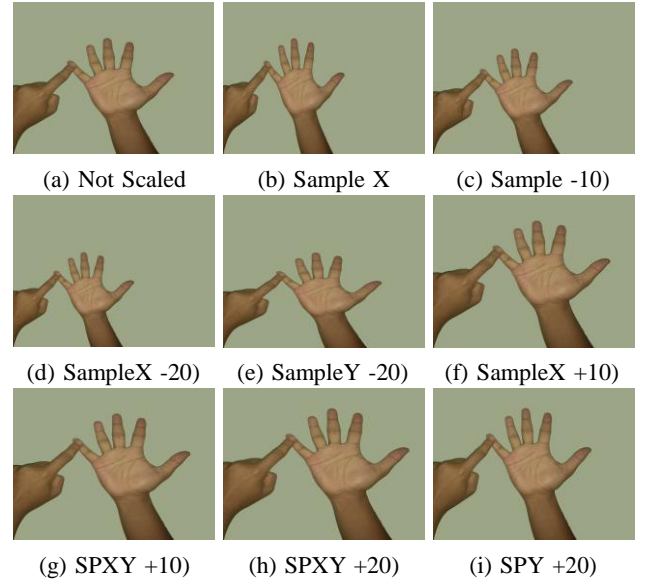 (a) Not Scaled
(b) Sample X
(c) Sample -10)
(d) SampleX -20)
(e) SampleY -20)
(f) SampleX +10)
(g) SPXY +10)
(h) SPXY +20)
(i) SPY +20)